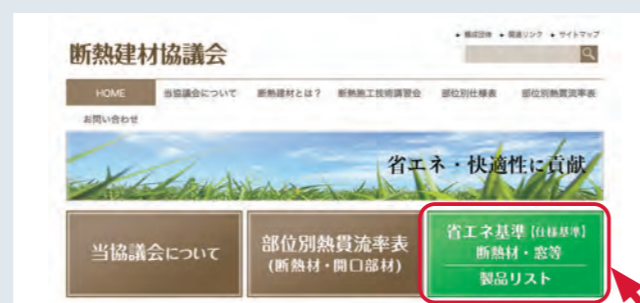 構成団体 関連リンク サイトマップ
断熱建材協議会
HOME 当協議会について 断熱建材とは？ 断熱施工技術講習会 部位別仕様表 部位別熱貫流率表
お問い合わせ
省エネ・快適性に貢献
当協議会について
部位別熱貫流率表
(断熱材・開口部材)
省エネ基準【仕様基準】
断熱材・窓等
製品リスト